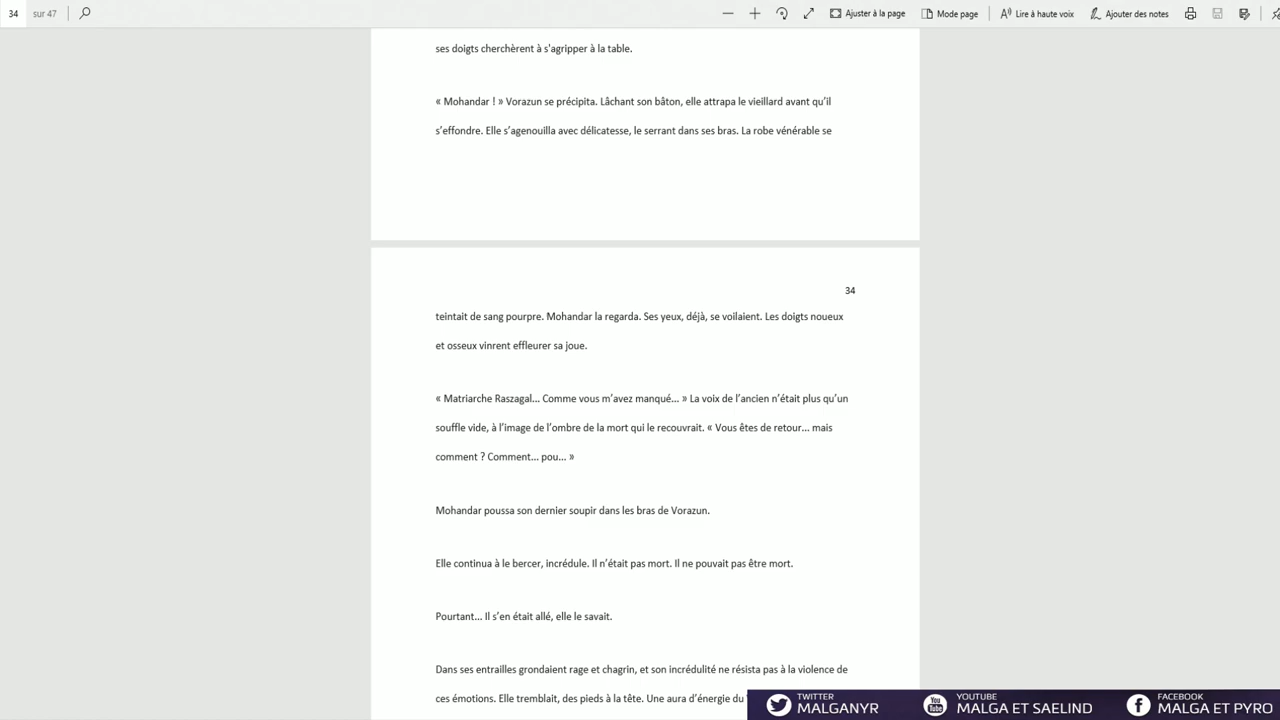 34 sur 47 Ajuster à la page Mode page Lire à haute voix Ajouter des notes
ses doigts cherchèrent à s'agripper à la table.
« Mohandar ! » Vorazun se précipita. Lâchant son bâton, elle attrapa le vieillard avant qu’il
s’effondre. Elle s’agenouilla avec délicatesse, le serrant dans ses bras. La robe vénérable se
34
teintait de sang pourpre. Mohandar la regarda. Ses yeux, déjà, se voilaient. Les doigts noueux
et osseux vinrent effleurer sa joue.
« Matriarche Raszagal... Comme vous m’avez manqué... » La voix de l’ancien n’était plus qu’un
souffle vide, à l’image de l’ombre de la mort qui le recouvrait. « Vous êtes de retour... mais
comment ? Comment... pou... »
Mohandar poussa son dernier soupir dans les bras de Vorazun.
Elle continua à le bercer, incrédule. Il n’était pas mort. Il ne pouvait pas être mort.
Pourtant... Il s’en était allé, elle le savait.
Dans ses entrailles grondaient rage et chagrin, et son incrédulité ne résista pas à la violence de
ces émotions. Elle tremblait, des pieds à la tête. Une aura d’énergie du
TWITTER
MALGANYR
You Tube
YOUTUBE
MALGA ET SAELIND
FACEBOOK
MALGA ET PYRO